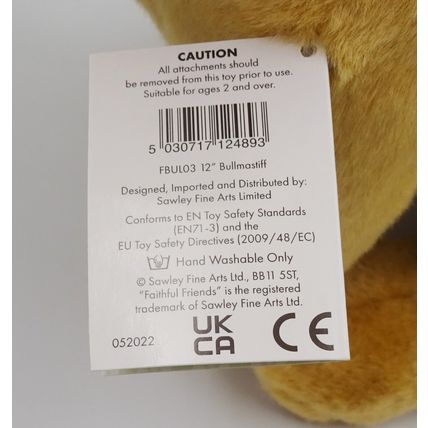 CAUTION
All attachments should
be removed from this toy prior to use.
Suitable for ages 2 and over.
5 030717 124893
FBUL03 12" Bullmastiff
Designed, Imported and Distributed by:
Sawley Fine Arts Limited
Conforms to EN Toy Safety Standards
(EN71-3) and the
EU Toy Safety Directives (2009/48/EC)
Hand Washable Only
© Sawley Fine Arts Ltd., BB11 5ST,
"Faithful Friends" is the registered
trademark of Sawley Fine Arts Ltd.
052022 UK CE
CA